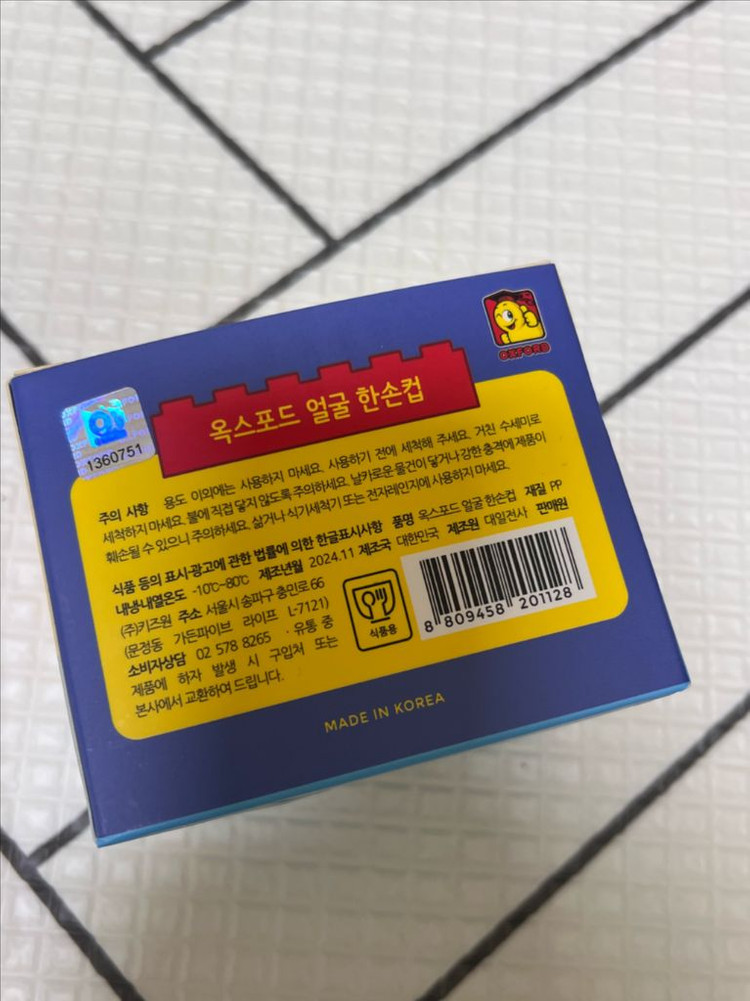 OXFORD
옥스포드 얼굴 한손컵
1360751
주의 사항 용도 이외에는 사용하지 마세요. 사용하기 전에 세척해 주세요. 거친 수세미로
세척하지 마세요. 불에 직접 닿지 않도록 주의하세요. 날카로운 물건이 닿거나 강한 충격에 제품이
훼손될 수 있으니 주의하세요. 삶거나 식기세척기 또는 전자레인지에 사용하지 마세요.
식품 등의 표시·광고에 관한 법률에 의한 한글표시사항 품명 옥스포드 얼굴 한손컵 재질 PP
내냉내열온도 -10℃~80℃ 제조년월 2024.11 제조국 대한민국 제조원 대일전사 판매원
(주)키즈원 주소 서울시 송파구 충민로 66
(문정동 가든파이브 라이프 L-7121)
소비자상담 02 578 8265 · 유통 중
제품에 하자 발생 시 구입처 또는
본사에서 교환하여 드립니다.
식품용
8 809458 201128
MADE IN KOREA